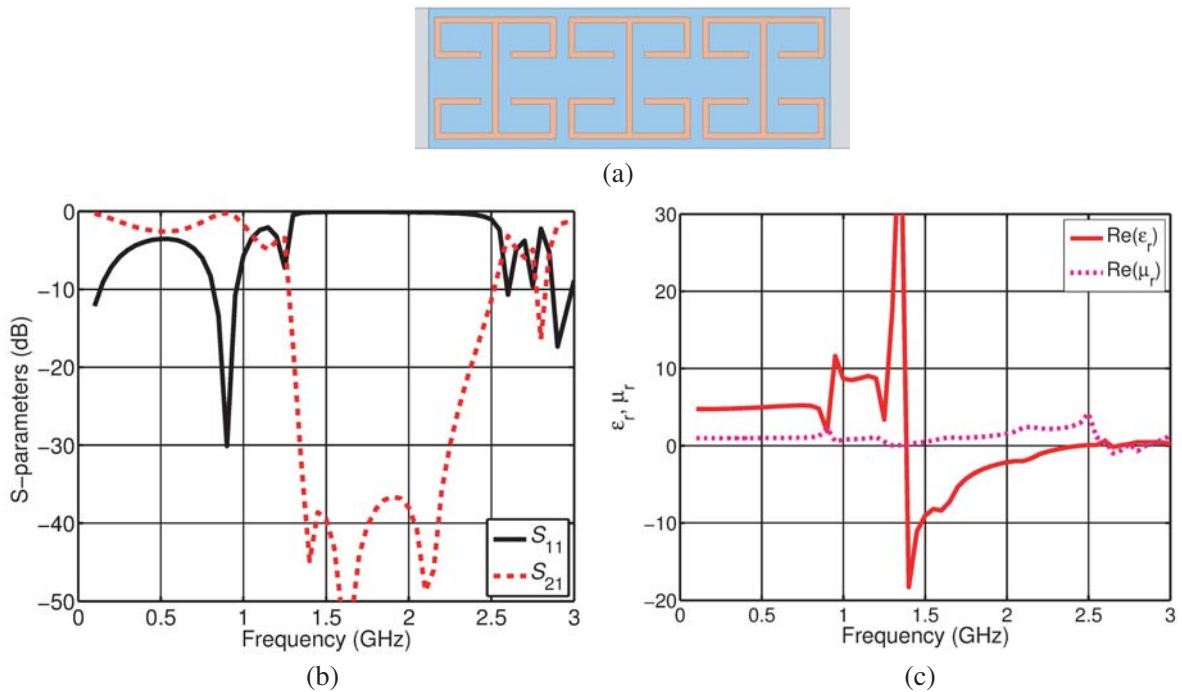 (a)
0
−10
−20
−30
−40
−50
S−parameters (dB)
0 0.5 1 1.5 2 2.5 3
Frequency (GHz)
S11
S21
(b)
30
20
10
0
−10
−20
εr, μr
0 0.5 1 1.5 2 2.5 3
Frequency (GHz)
Re(εr)
Re(μr)
(c)